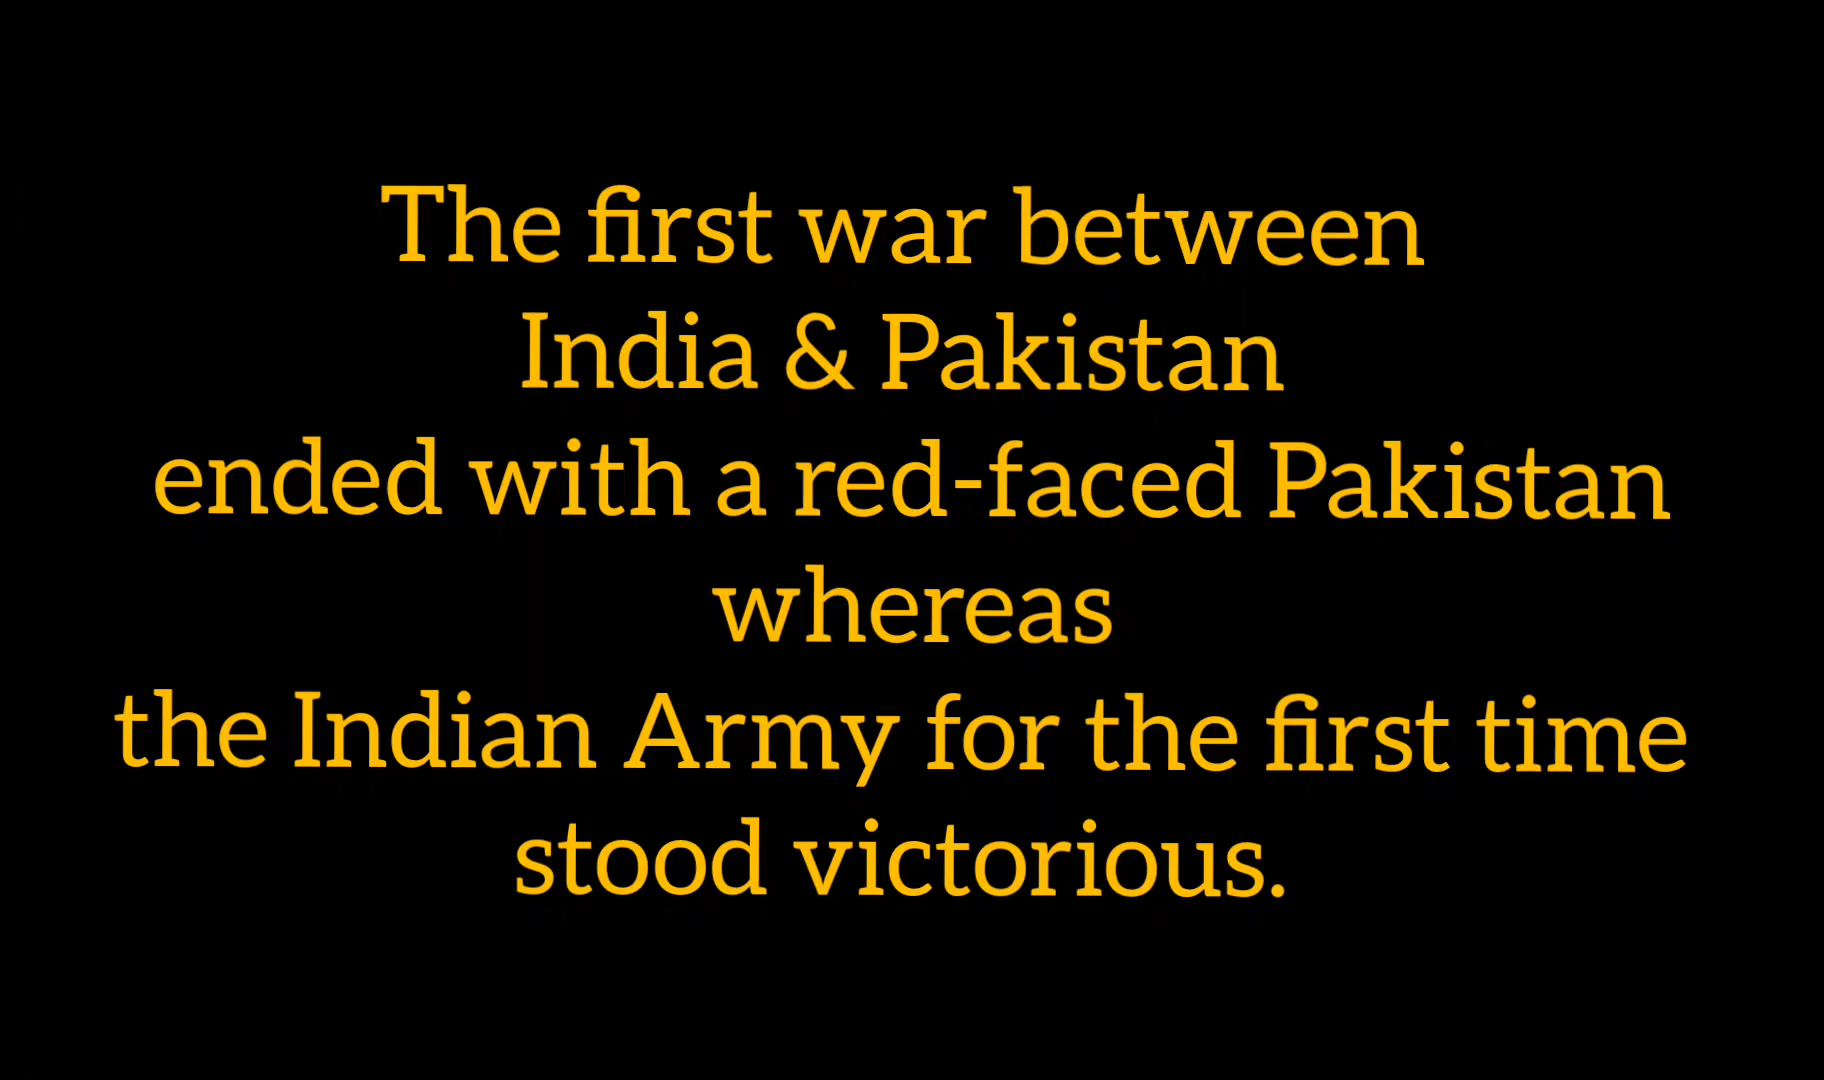 The first war between
India & Pakistan
ended with a red-faced Pakistan
whereas
the Indian Army for the first time
stood victorious.